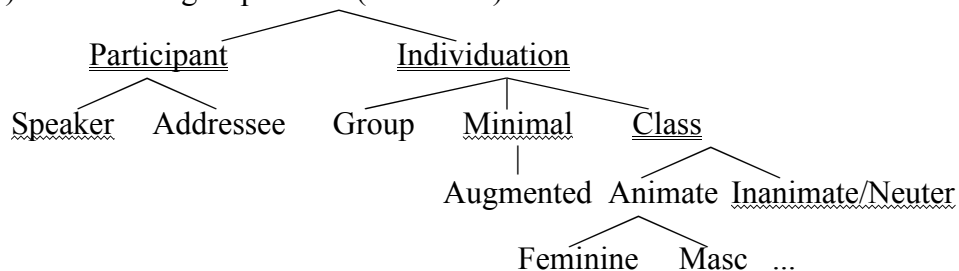 Participant Individuation
Speaker Addressee Group Minimal Class
Augmented Animate Inanimate/Neuter
Feminine Masc ...